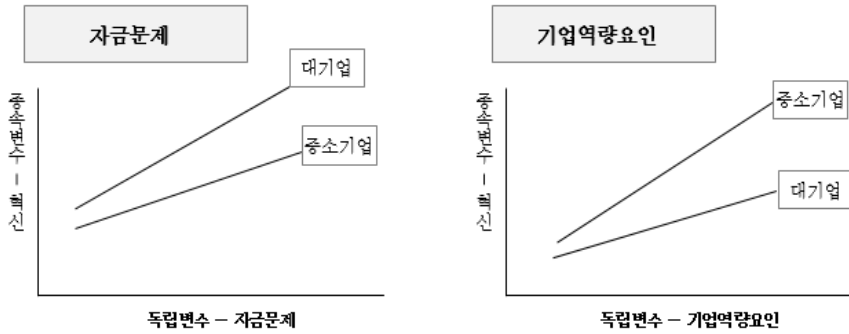 자금문제
대기업
중소기업
종속변수 - 혁신
독립변수 - 자금문제
기업역량요인
중소기업
대기업
종속변수 - 혁신
독립변수 - 기업역량요인